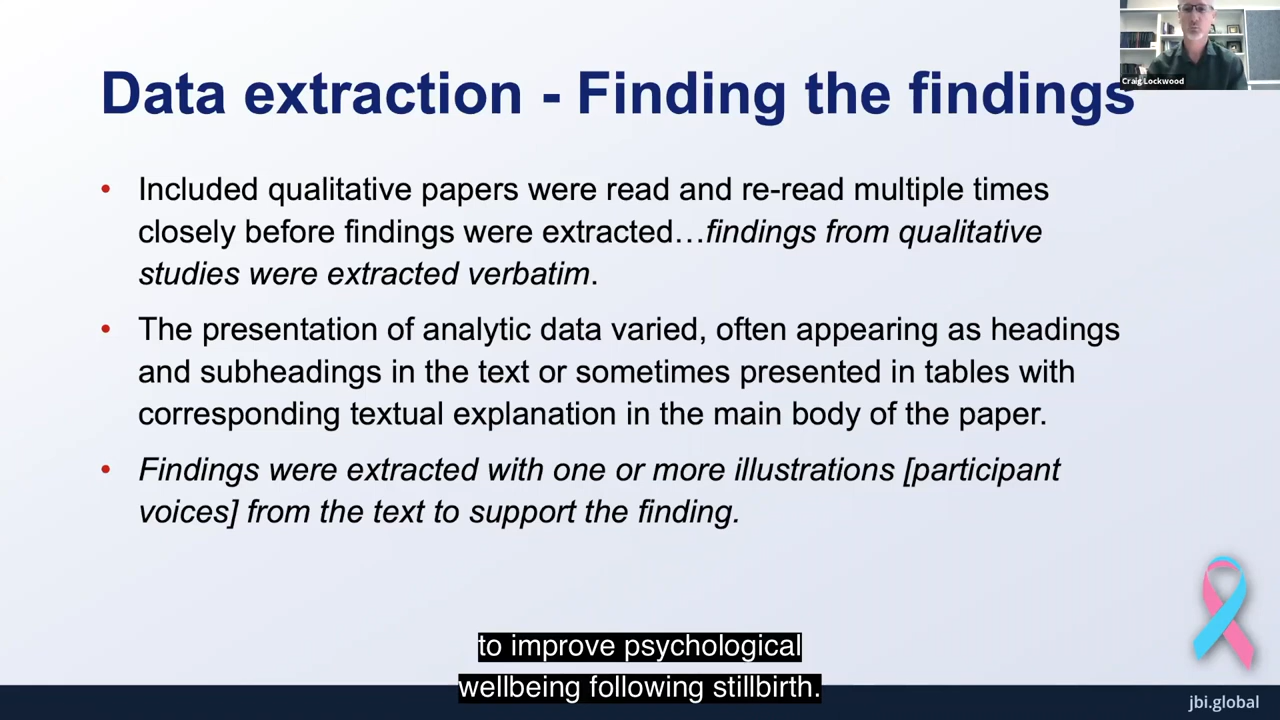 Craig Lockwood
Data extraction - Finding the findings
• Included qualitative papers were read and re-read multiple times
closely before findings were extracted…findings from qualitative
studies were extracted verbatim.
• The presentation of analytic data varied, often appearing as headings
and subheadings in the text or sometimes presented in tables with
corresponding textual explanation in the main body of the paper.
• Findings were extracted with one or more illustrations [participant
voices] from the text to support the finding.
to improve psychological
wellbeing following stillbirth.
jbi.global